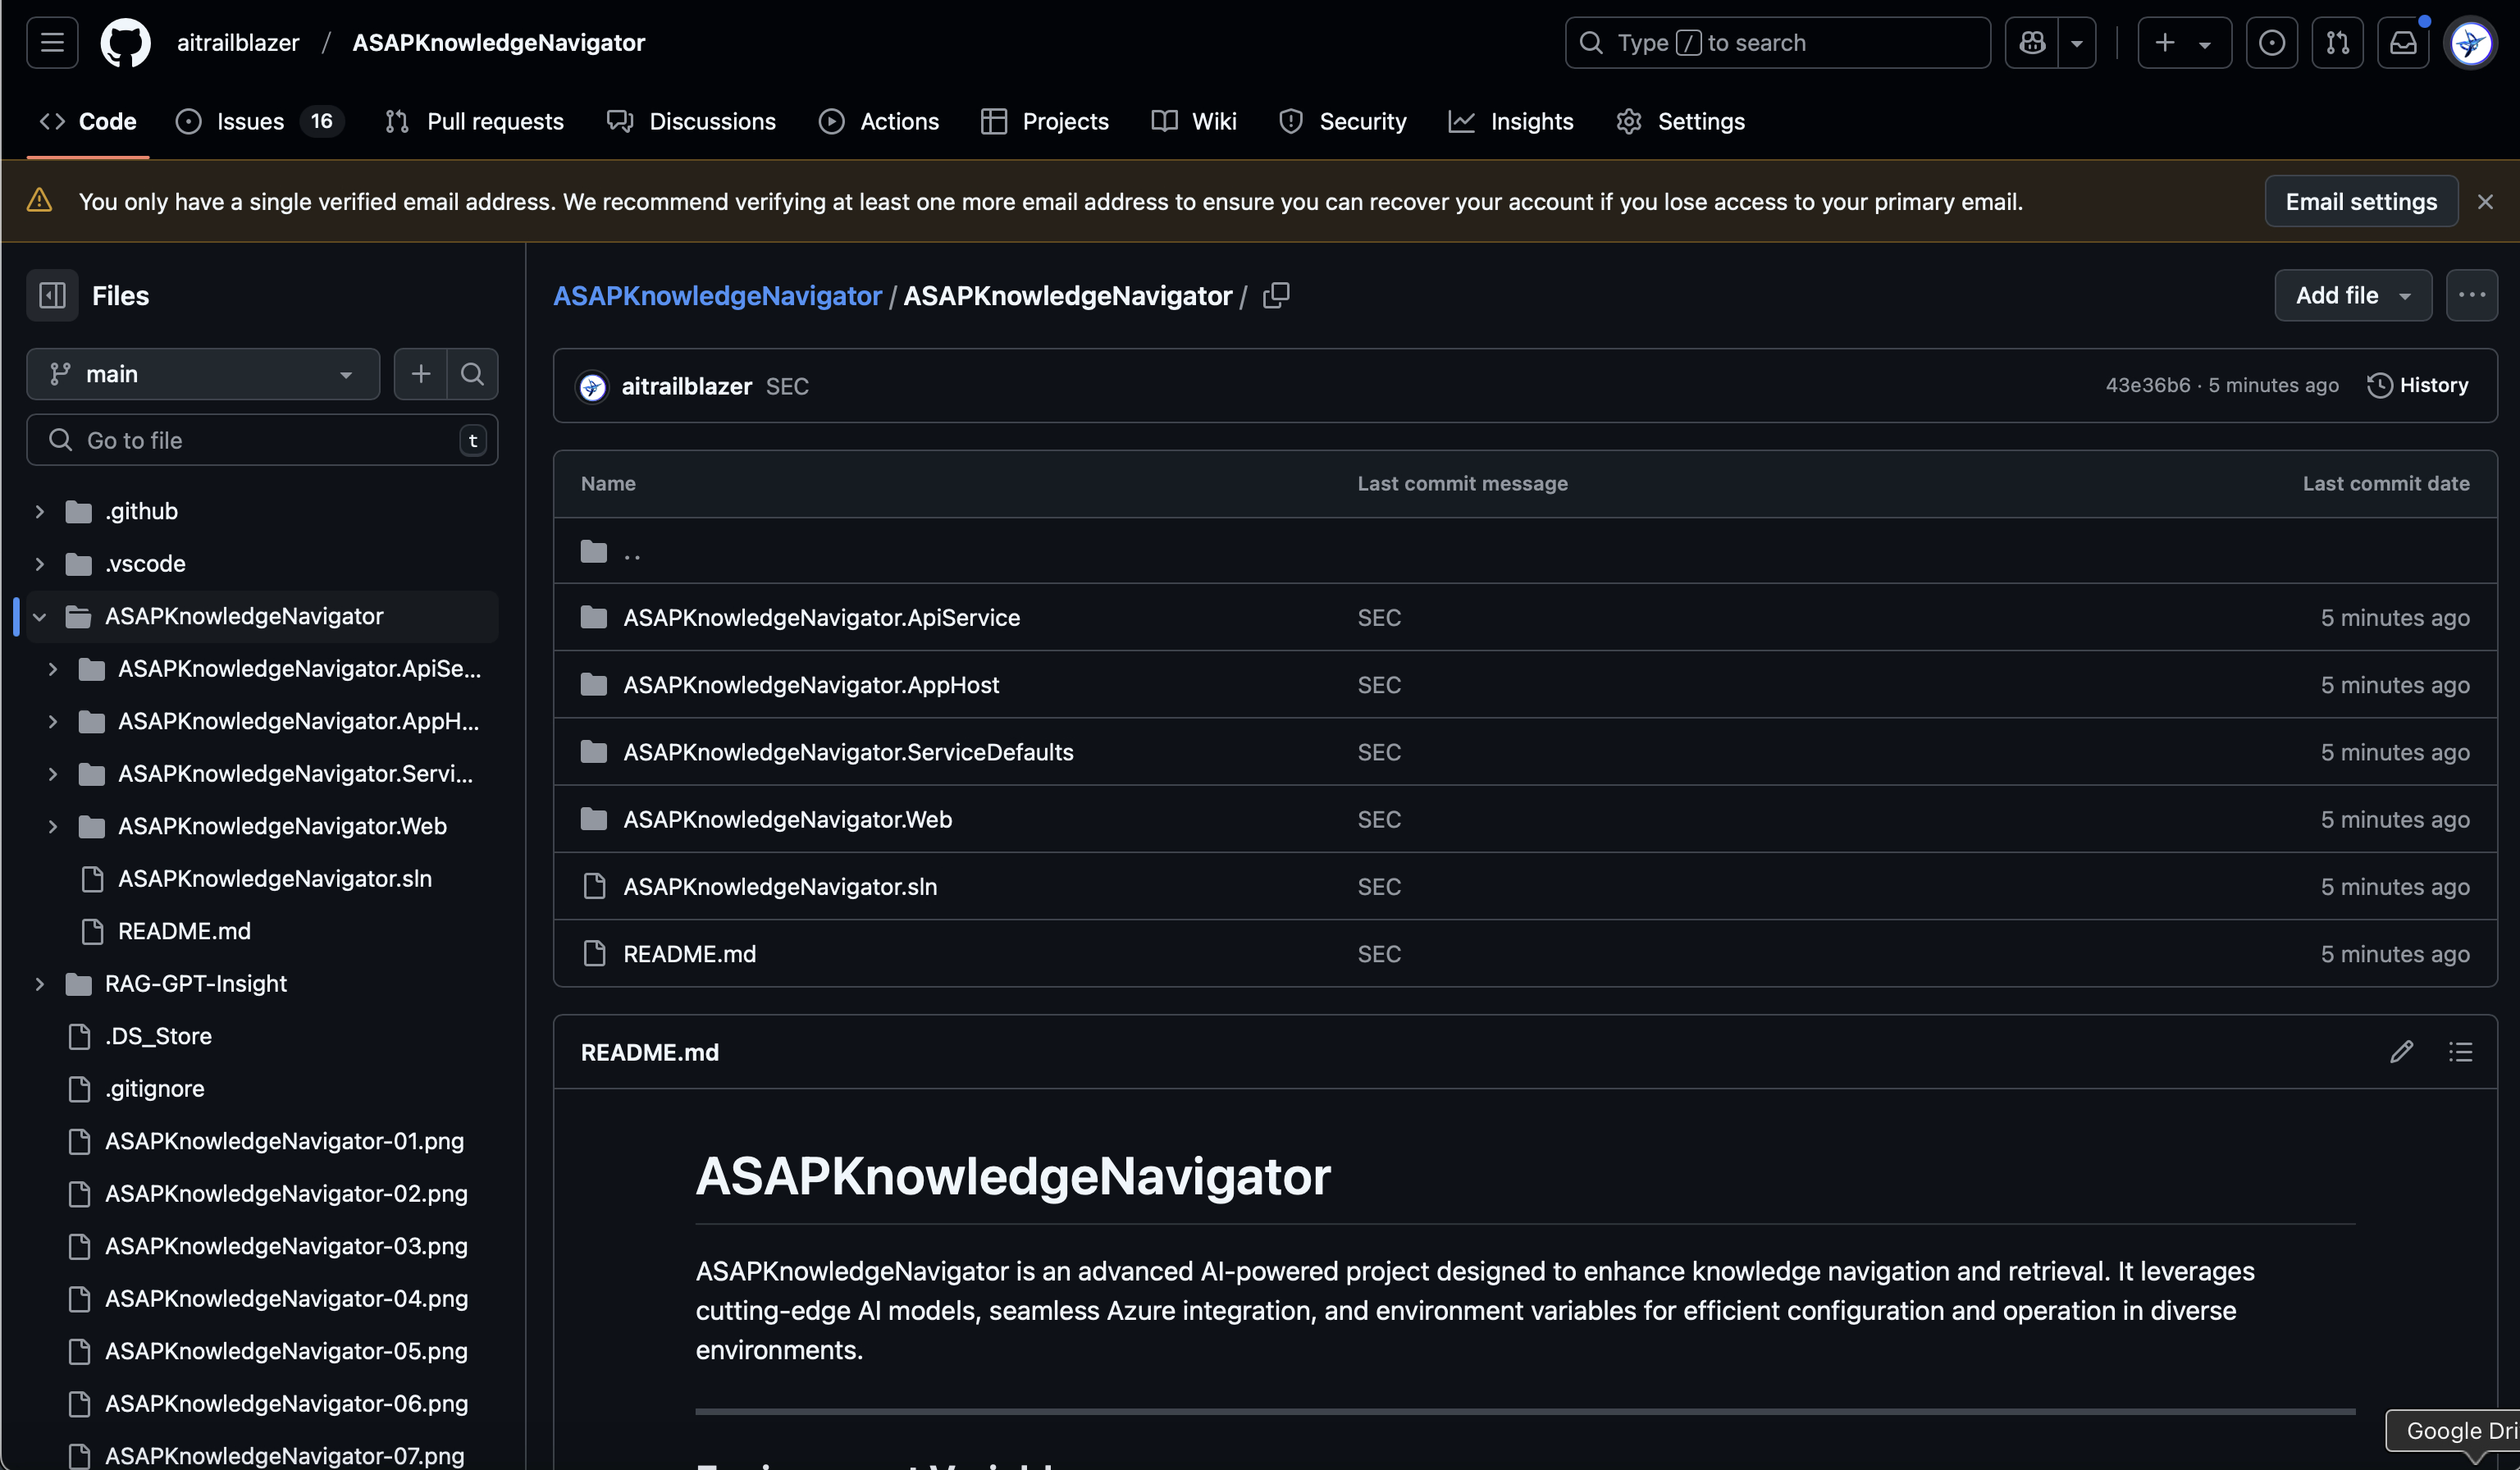 aitrailblazer / ASAPKnowledgeNavigator
Type / to search
Code
Issues 16
Pull requests
Discussions
Actions
Projects
Wiki
Security
Insights
Settings
You only have a single verified email address. We recommend verifying at least one more email address to ensure you can recover your account if you lose access to your primary email.
Email settings
Files
main
Go to file
t
.github
.vscode
ASAPKnowledgeNavigator
ASAPKnowledgeNavigator.ApiSe...
ASAPKnowledgeNavigator.AppH...
ASAPKnowledgeNavigator.Servi...
ASAPKnowledgeNavigator.Web
ASAPKnowledgeNavigator.sln
README.md
RAG-GPT-Insight
.DS_Store
.gitignore
ASAPKnowledgeNavigator-01.png
ASAPKnowledgeNavigator-02.png
ASAPKnowledgeNavigator-03.png
ASAPKnowledgeNavigator-04.png
ASAPKnowledgeNavigator-05.png
ASAPKnowledgeNavigator-06.png
ASAPKnowledgeNavigator-07.png
ASAPKnowledgeNavigator / ASAPKnowledgeNavigator /
Add file
aitrailblazer SEC
43e36b6 · 5 minutes ago
History
Name Last commit message Last commit date
..
ASAPKnowledgeNavigator.ApiService SEC 5 minutes ago
ASAPKnowledgeNavigator.AppHost SEC 5 minutes ago
ASAPKnowledgeNavigator.ServiceDefaults SEC 5 minutes ago
ASAPKnowledgeNavigator.Web SEC 5 minutes ago
ASAPKnowledgeNavigator.sln SEC 5 minutes ago
README.md SEC 5 minutes ago
README.md
ASAPKnowledgeNavigator
ASAPKnowledgeNavigator is an advanced AI-powered project designed to enhance knowledge navigation and retrieval. It leverages
cutting-edge AI models, seamless Azure integration, and environment variables for efficient configuration and operation in diverse
environments.
Google Dri